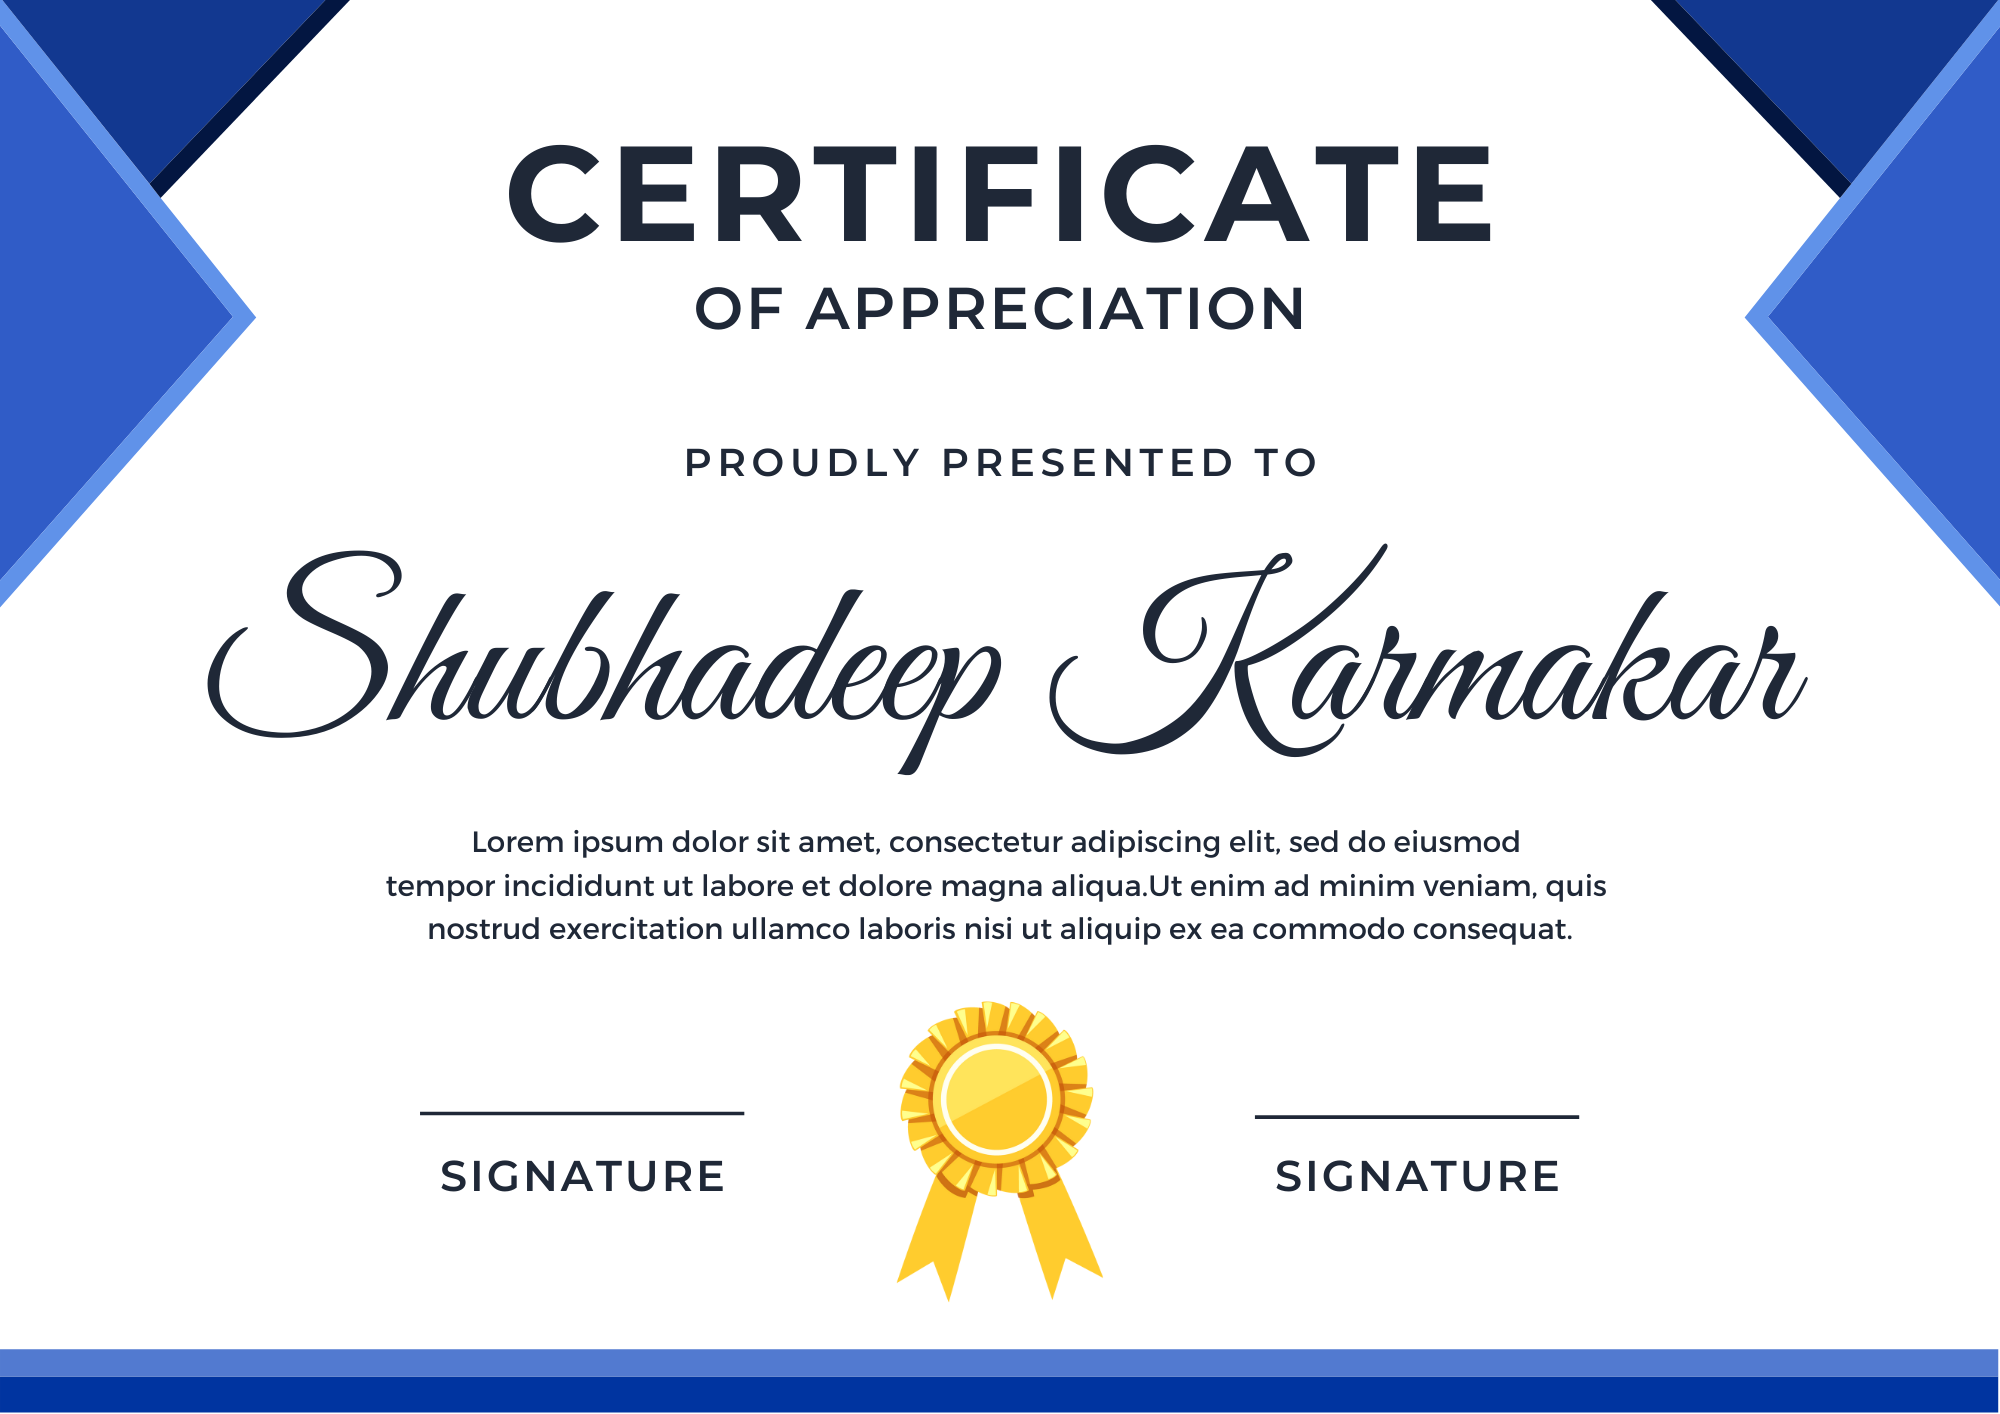 CERTIFICATE
OF APPRECIATION
PROUDLY PRESENTED TO
Shubhadeep Karmakar
Lorem ipsum dolor sit amet, consectetur adipiscing elit, sed do eiusmod
tempor incididunt ut labore et dolore magna aliqua.Ut enim ad minim veniam, quis
nostrud exercitation ullamco laboris nisi ut aliquip ex ea commodo consequat.
SIGNATURE
SIGNATURE